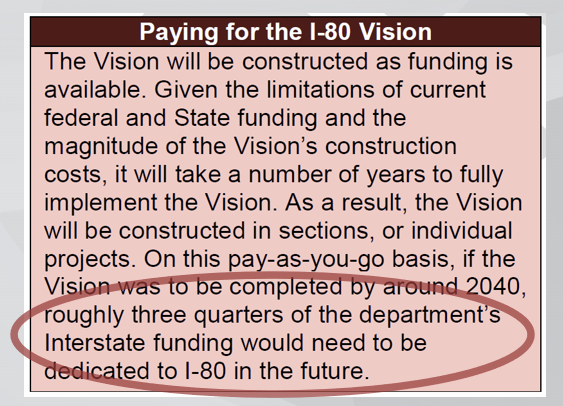 Paying for the I-80 Vision
The Vision will be constructed as funding is
available. Given the limitations of current
federal and State funding and the
magnitude of the Vision's construction
costs, it will take a number of years to fully
implement the Vision. As a result, the Vision
will be constructed in sections, or individual
projects. On this pay-as-you-go basis, if the
Vision was to be completed by around 2040,
roughly three quarters of the department's
Interstate funding would need to be
dedicated to I-80 in the future.